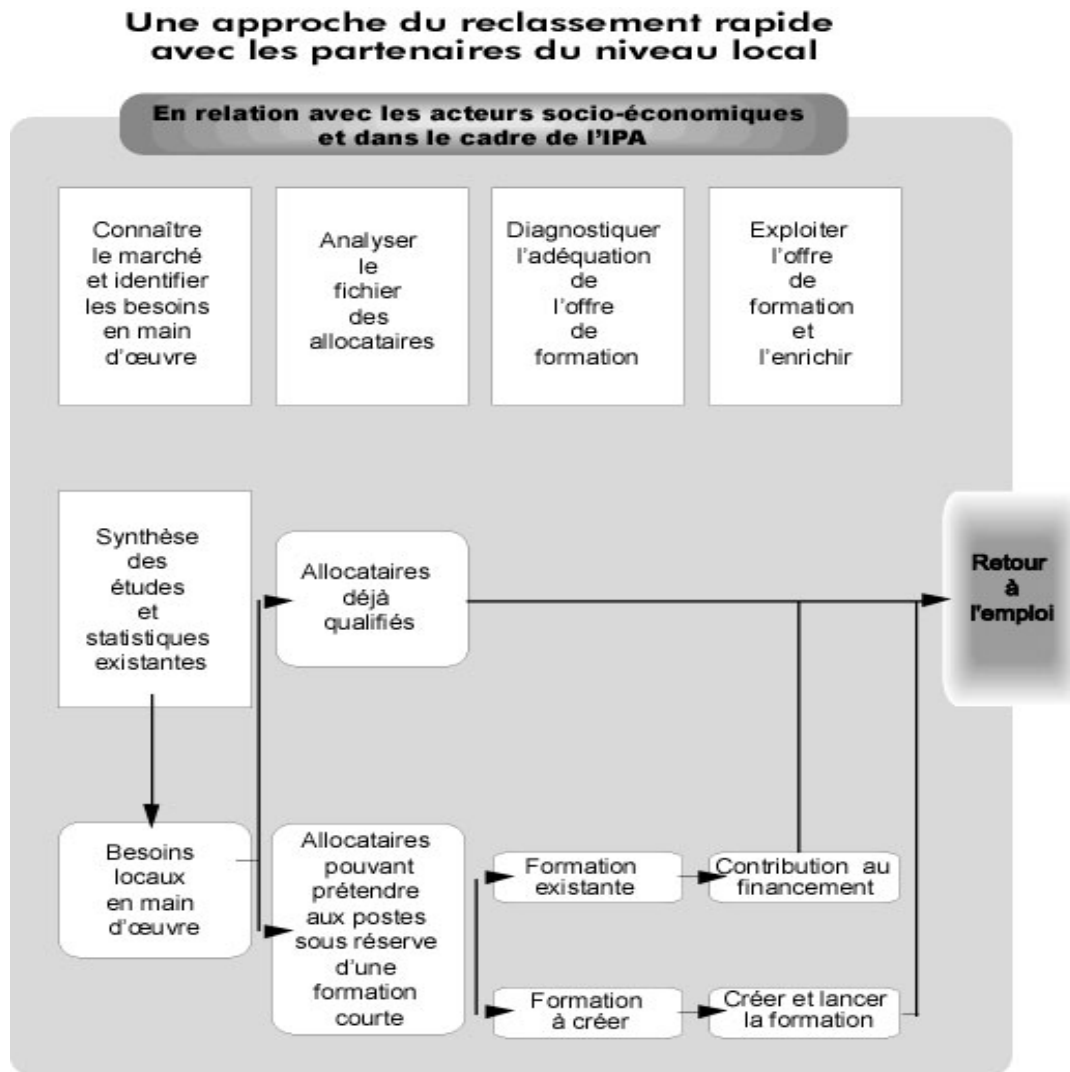 Une approche du reclassement rapide
avec les partenaires du niveau local
En relation avec les acteurs socio-économiques
et dans le cadre de l'IPA
Connaître
le marché
et identifier
les besoins
en main
d'œuvre
Analyser
le
fichier
des
allocataires
Diagnostiquer
l'adéquation
de
l'offre
de
formation
Exploiter
l'offre
de
formation
et
l'enrichir
Synthèse
des
études
et
statistiques
existantes
Allocataires
déjà
qualifiés
Retour
à
l'emploi
Besoins
locaux
en main
d'œuvre
Allocataires
pouvant
prétendre
aux postes
sous réserve
d'une
formation
courte
Formation
existante
Contribution au
financement
Formation
à créer
Créer et lancer
la formation